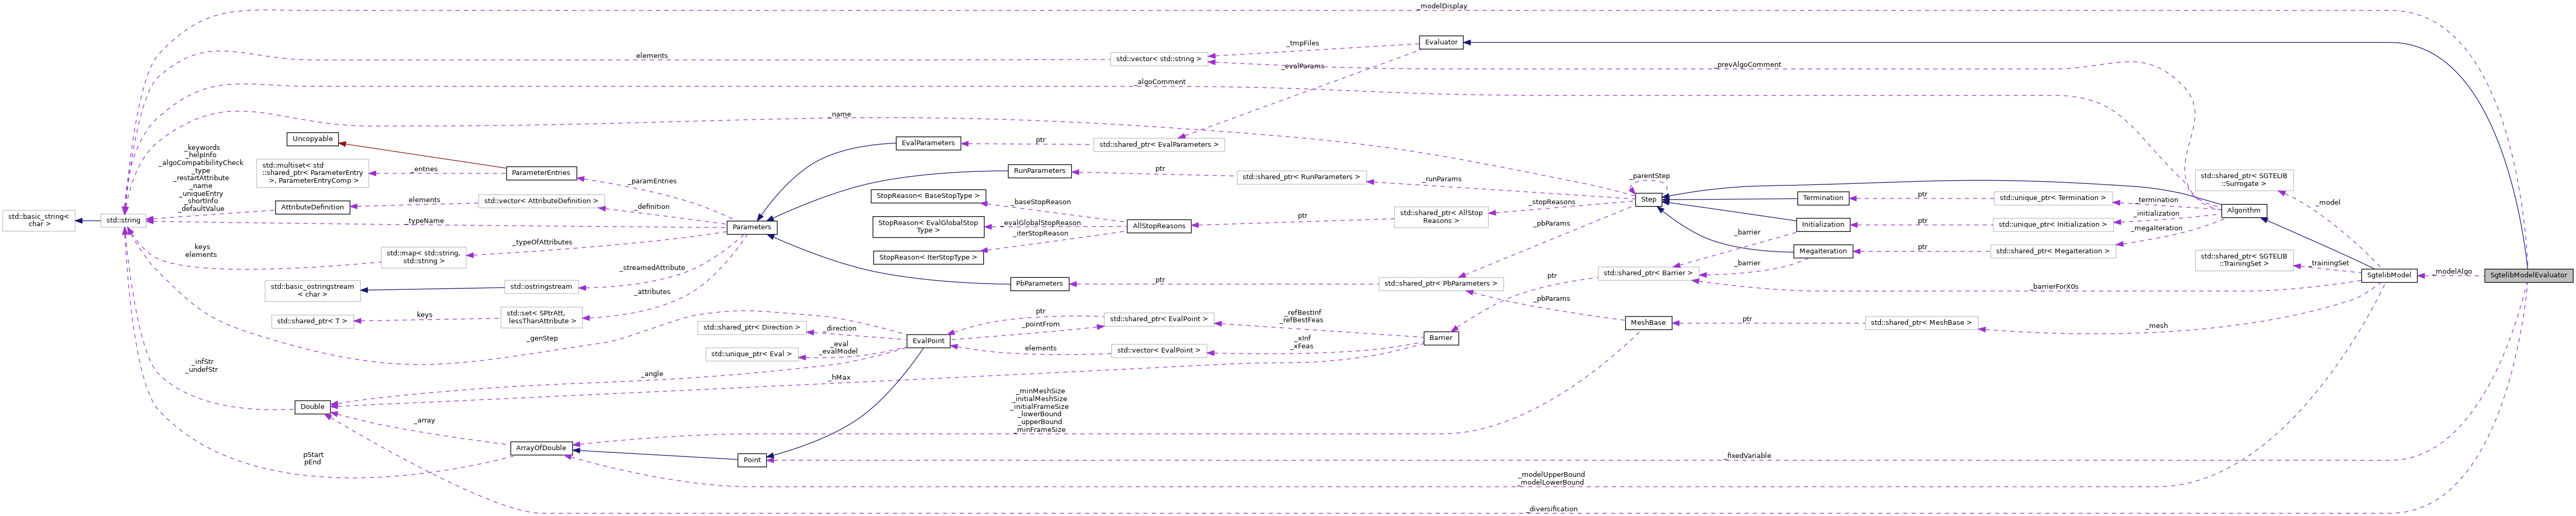 _modelDisplay
Evaluator
_tmpFiles
elements
std::vector< std::string >
_evalParams
_prevAlgoComment
_algoComment
_name
Uncopyable
EvalParameters
ptr
std::shared_ptr< EvalParameters >
_keywords
_helpInfo
_algoCompatibilityCheck
_type
_restartAttribute
_name
_uniqueEntry
_shortInfo
_defaultValue
std::multiset< std
::shared_ptr< ParameterEntry
>, ParameterEntryComp >
_entries
ParameterEntries
_paramEntries
RunParameters
ptr
std::shared_ptr< RunParameters >
_runParams
_parentStep
std::shared_ptr< SGTELIB
::Surrogate >
_model
AttributeDefinition
elements
std::vector< AttributeDefinition >
_definition
StopReason< BaseStopType >
_baseStopReason
StopReason< EvalGlobalStop
Type >
_evalGlobalStopReason
StopReason< IterStopType >
_iterStopReason
AllStopReasons
ptr
std::shared_ptr< AllStop
Reasons >
_stopReasons
Step
Termination
ptr
std::unique_ptr< Termination >
_termination
Algorithm
std::basic_string<
char >
std::string
_typeName
Parameters
_pbParams
Initialization
ptr
std::unique_ptr< Initialization >
_initialization
_barrier
_megaIteration
keys
elements
std::map< std::string,
std::string >
_typeOfAttributes
MegaIteration
ptr
std::shared_ptr< MegaIteration >
_barrier
std::shared_ptr< SGTELIB
::TrainingSet >
_trainingSet
_streamedAttribute
std::basic_ostringstream
< char >
std::ostringstream
PbParameters
ptr
std::shared_ptr< PbParameters >
std::shared_ptr< Barrier >
ptr
_barrierForX0s
SgtelibModel
_modelAlgo
SgtelibModelEvaluator
_attributes
_pbParams
std::shared_ptr< T >
keys
std::set< SPtrAtt,
lessThanAttribute >
_genStep
std::shared_ptr< Direction >
_direction
ptr
_pointFrom
std::shared_ptr< EvalPoint >
_refBestInf
_refBestFeas
MeshBase
ptr
std::shared_ptr< MeshBase >
_mesh
EvalPoint
std::unique_ptr< Eval >
_eval
_evalModel
elements
std::vector< EvalPoint >
_xInf
_xFeas
Barrier
_infStr
_undefStr
_angle
_hMax
Double
_minMeshSize
_initialMeshSize
_initialFrameSize
_lowerBound
_upperBound
_minFrameSize
_array
ArrayOfDouble
pStart
pEnd
Point
_fixedVariable
_modelUpperBound
_modelLowerBound
_diversification